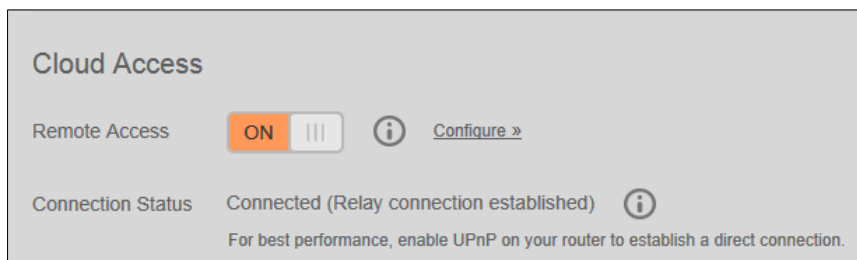 Cloud Access
Remote Access ON Configure »
Connection Status Connected (Relay connection established)
For best performance, enable UPnP on your router to establish a direct connection.